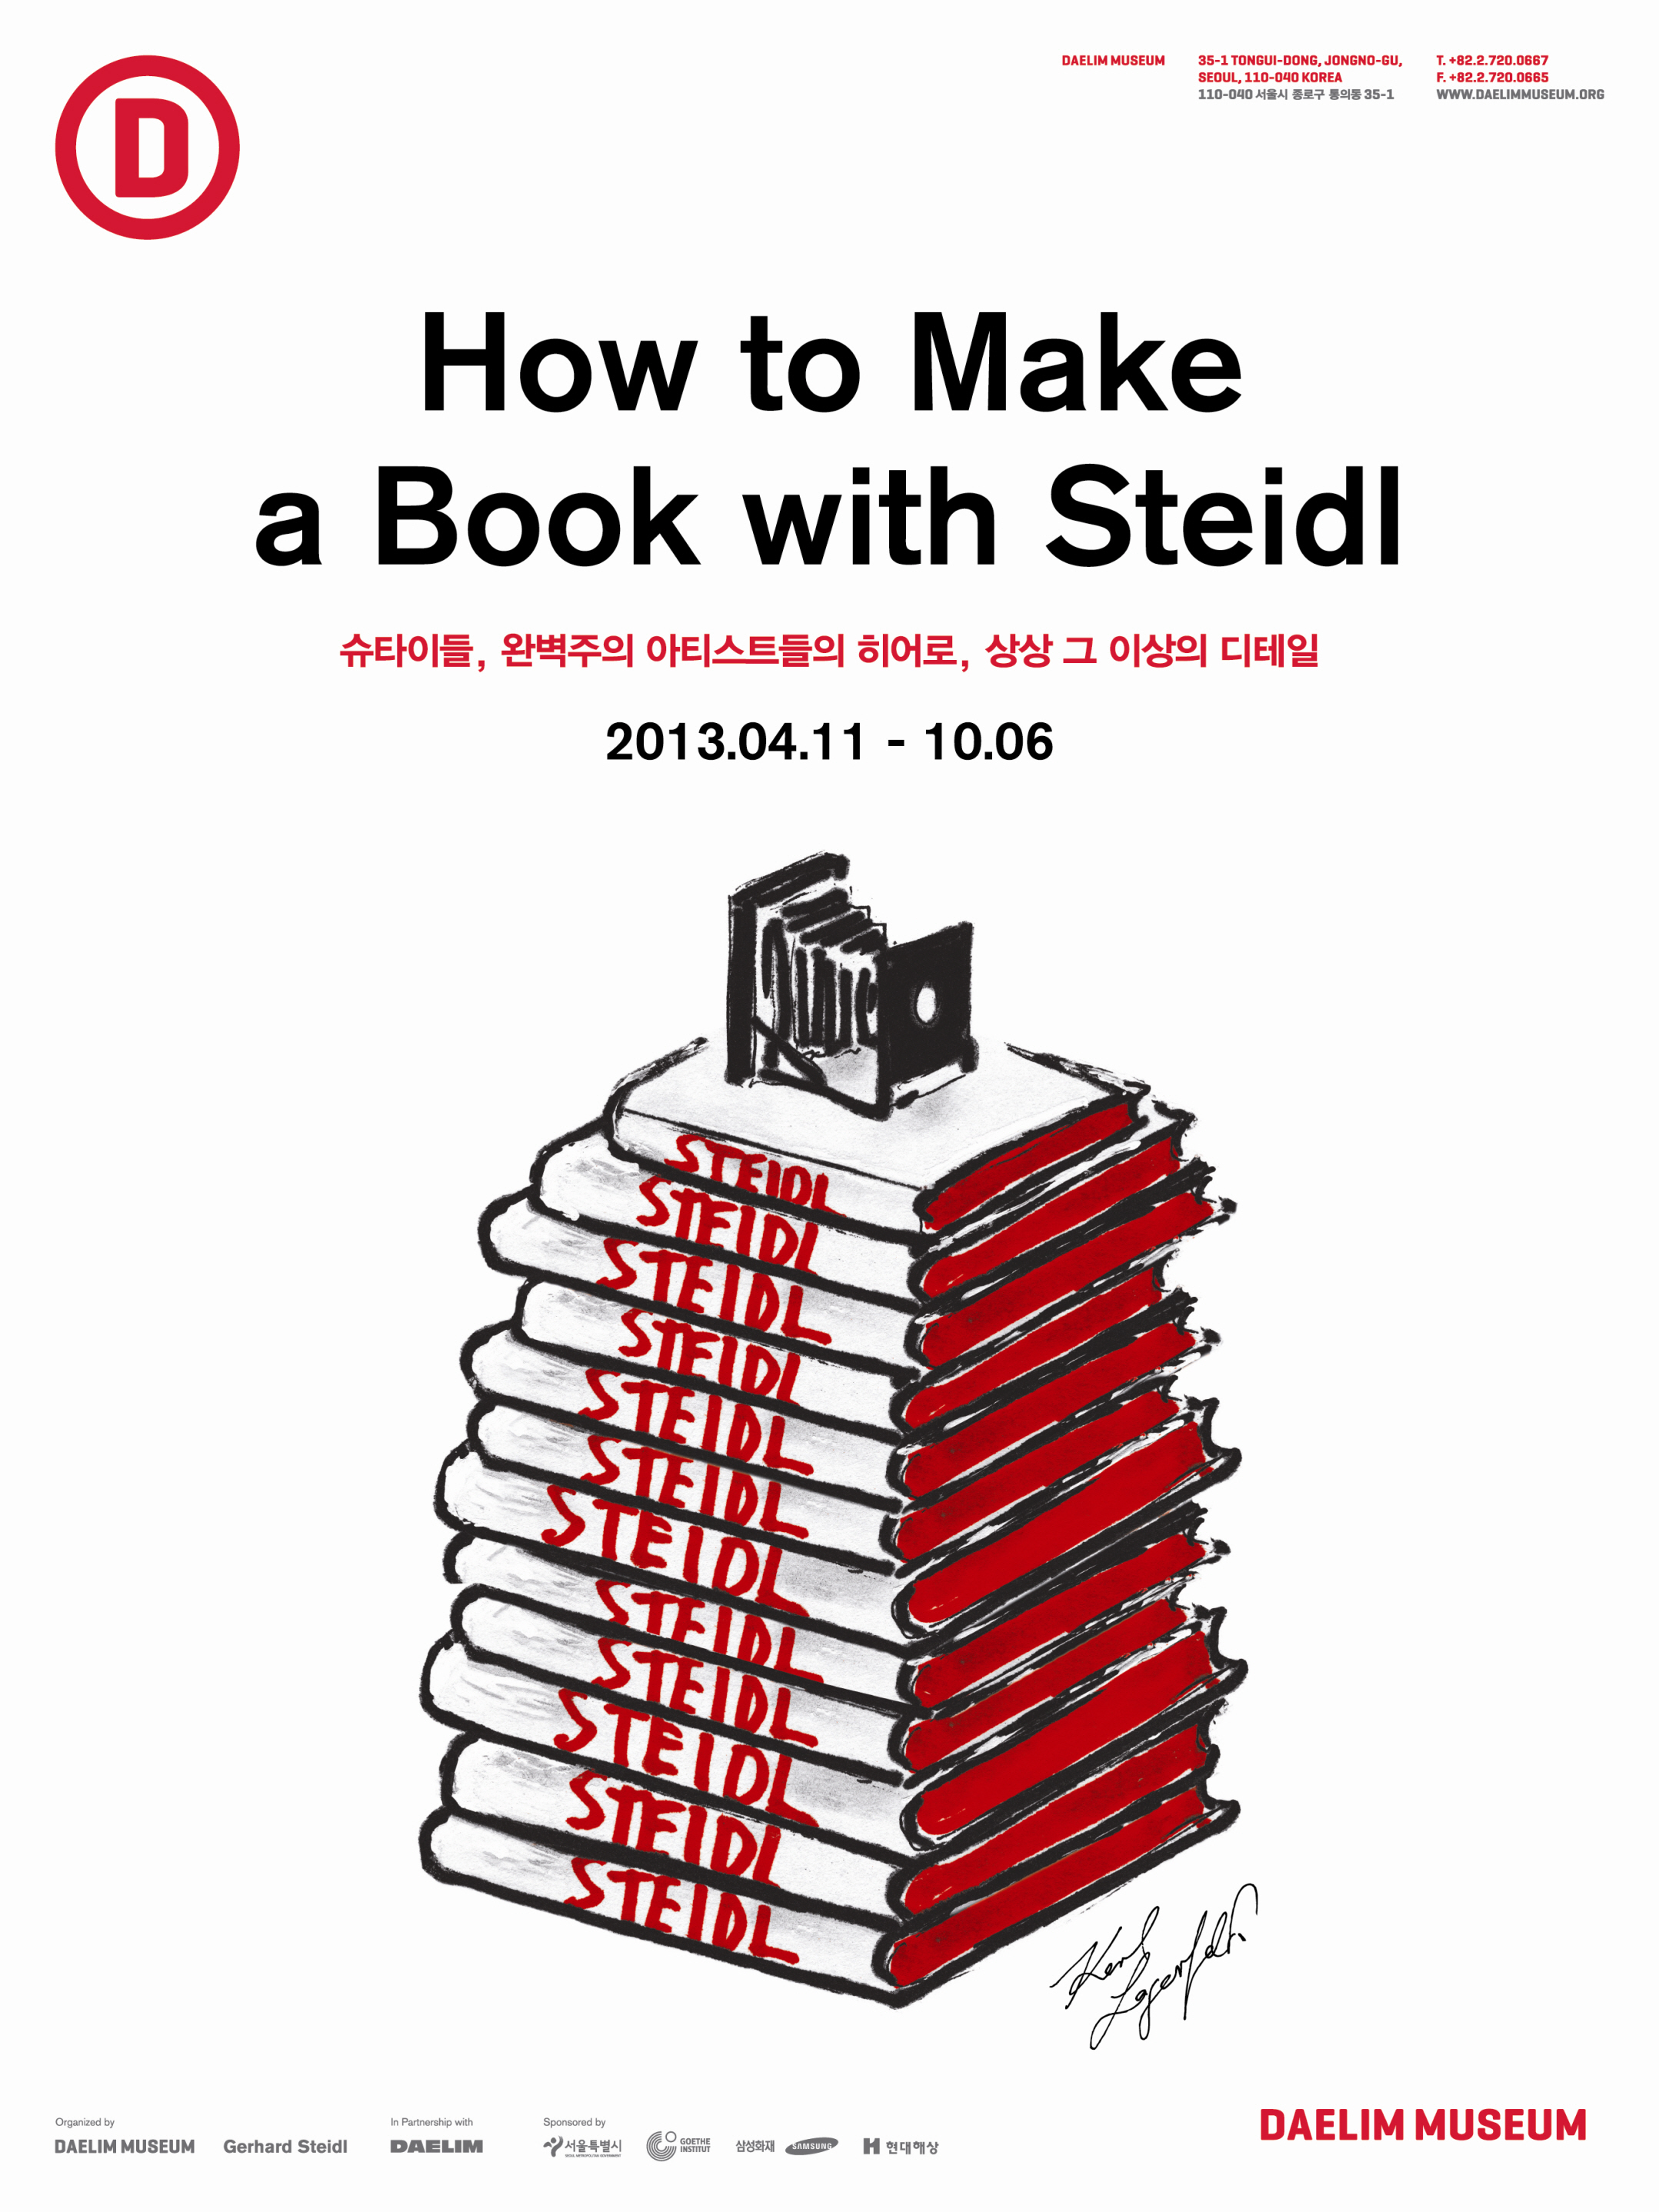 D
DAELIM MUSEUM
35-1 TONGUI-DONG, JONGNO-GU,
SEOUL, 110-040 KOREA
110-040 서울시 종로구 통의동 35-1
T. +82.2.720.0667
F. +82.2.720.0665
WWW.DAELIMMUSEUM.ORG
How to Make
a Book with Steidl
슈타이들, 완벽주의 아티스트들의 히어로, 상상 그 이상의 디테일
2013.04.11 - 10.06
STEIDL
STEIDL
STEIDL
STEIDL
STEIDL
STEIDL
STEIDL
STEIDL
STEIDL
STEIDL
STEIDL
STEIDL
Karl
Lagerfeld
Organized by
DAELIM MUSEUM Gerhard Steidl
In Partnership with
DAELIM
Sponsored by
서울특별시
SEOUL METROPOLITAN GOVERNMENT
GOETHE
INSTITUT
삼성화재 SAMSUNG
현대해상
DAELIM MUSEUM